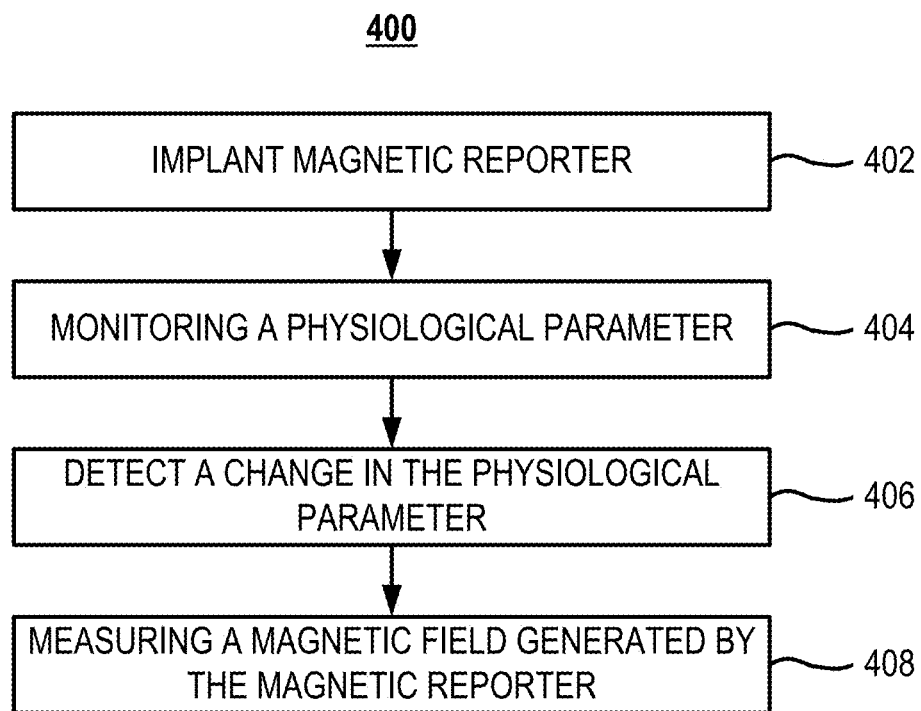 400
IMPLANT MAGNETIC REPORTER
402
MONITORING A PHYSIOLOGICAL PARAMETER
404
DETECT A CHANGE IN THE PHYSIOLOGICAL
PARAMETER
406
MEASURING A MAGNETIC FIELD GENERATED BY
THE MAGNETIC REPORTER
408